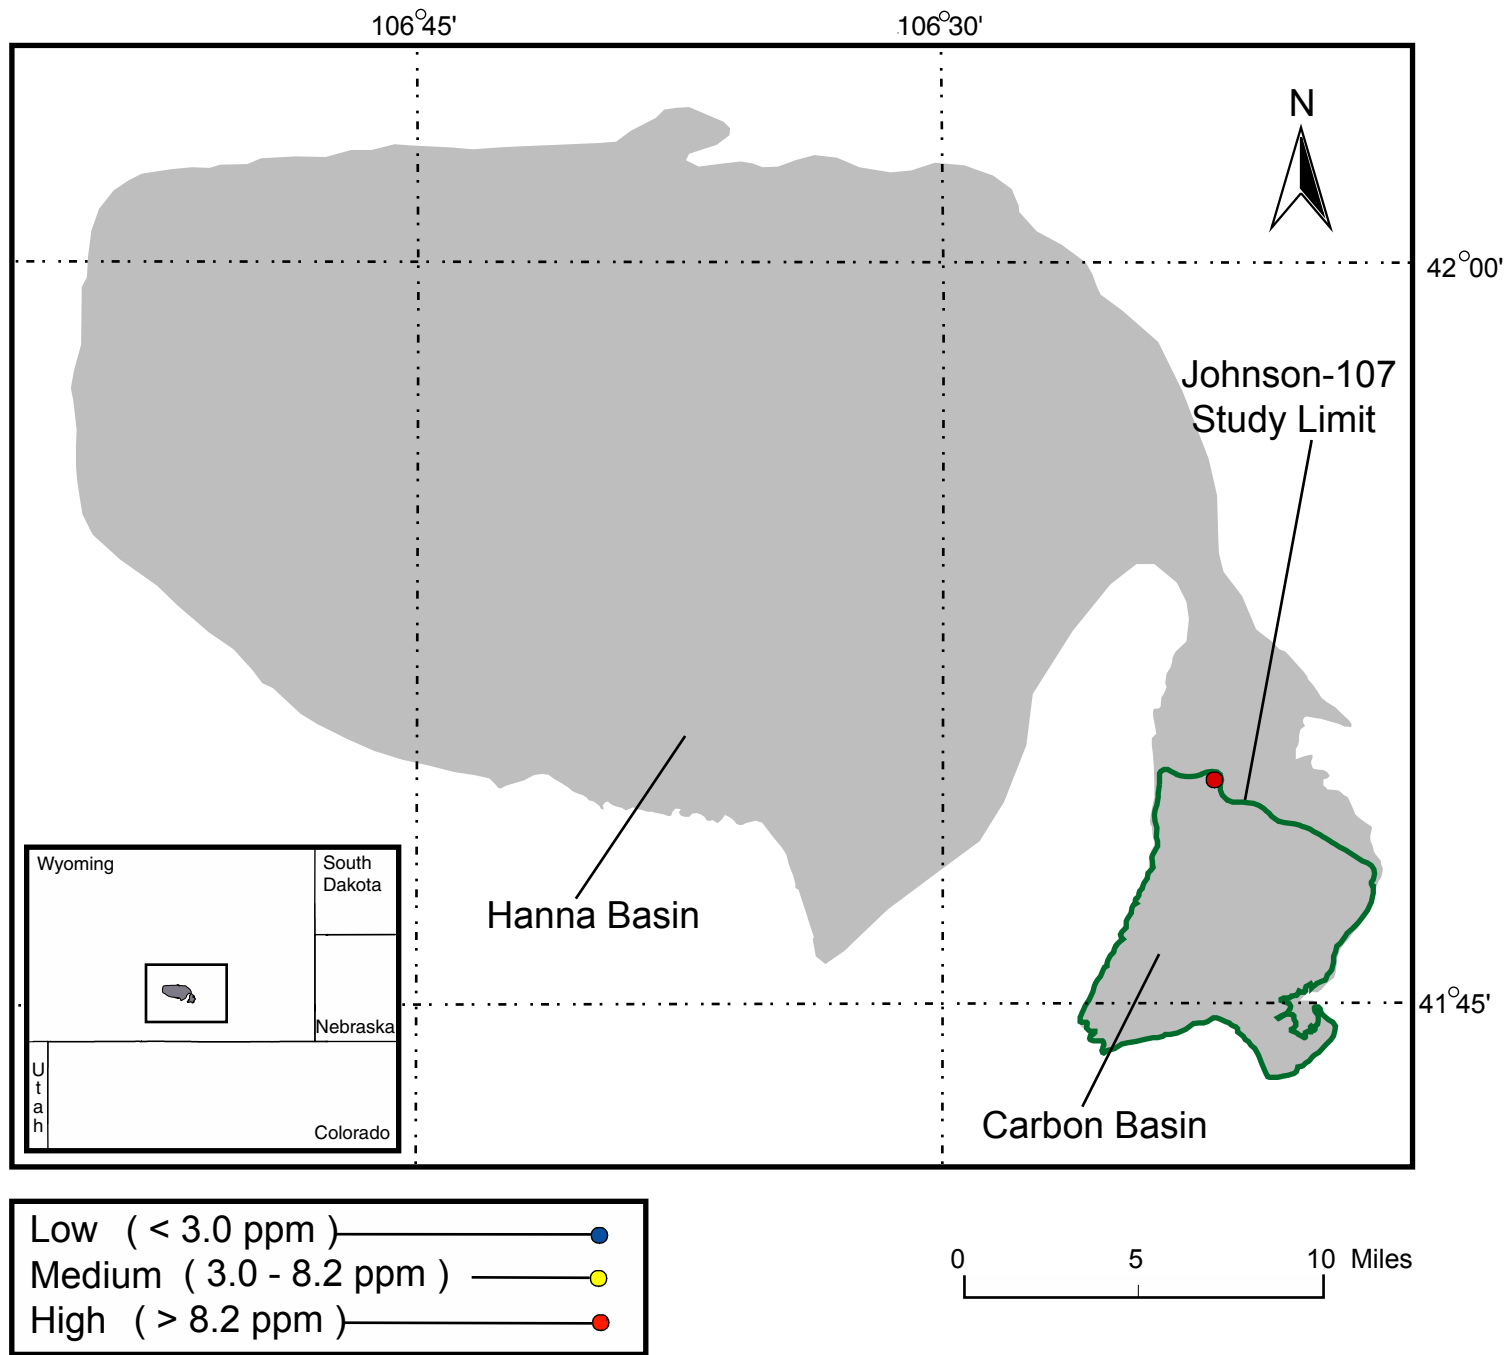 106°45'
106°30'
N
42°00'
Johnson-107
Study Limit
Hanna Basin
41°45'
Carbon Basin
Wyoming
South
Dakota
Nebraska
Utah
Colorado
Low ( < 3.0 ppm )
Medium ( 3.0 - 8.2 ppm )
High ( > 8.2 ppm )
0 5 10 Miles